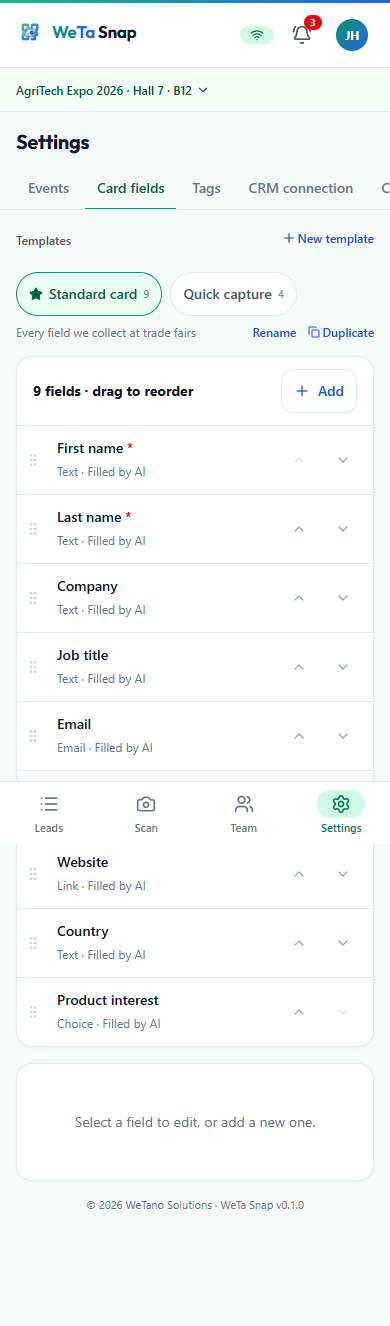 WeTa Snap
3
JH
AgriTech Expo 2026 · Hall 7 · B12
Settings
Events
Card fields
Tags
CRM connection
C
Templates
+ New template
Standard card 9
Quick capture 4
Every field we collect at trade fairs
Rename
Duplicate
9 fields · drag to reorder
+ Add
First name *
Text · Filled by AI
Last name *
Text · Filled by AI
Company
Text · Filled by AI
Job title
Text · Filled by AI
Email
Email · Filled by AI
Leads
Scan
Team
Settings
Website
Link · Filled by AI
Country
Text · Filled by AI
Product interest
Choice · Filled by AI
Select a field to edit, or add a new one.
© 2026 WeTano Solutions · WeTa Snap v0.1.0